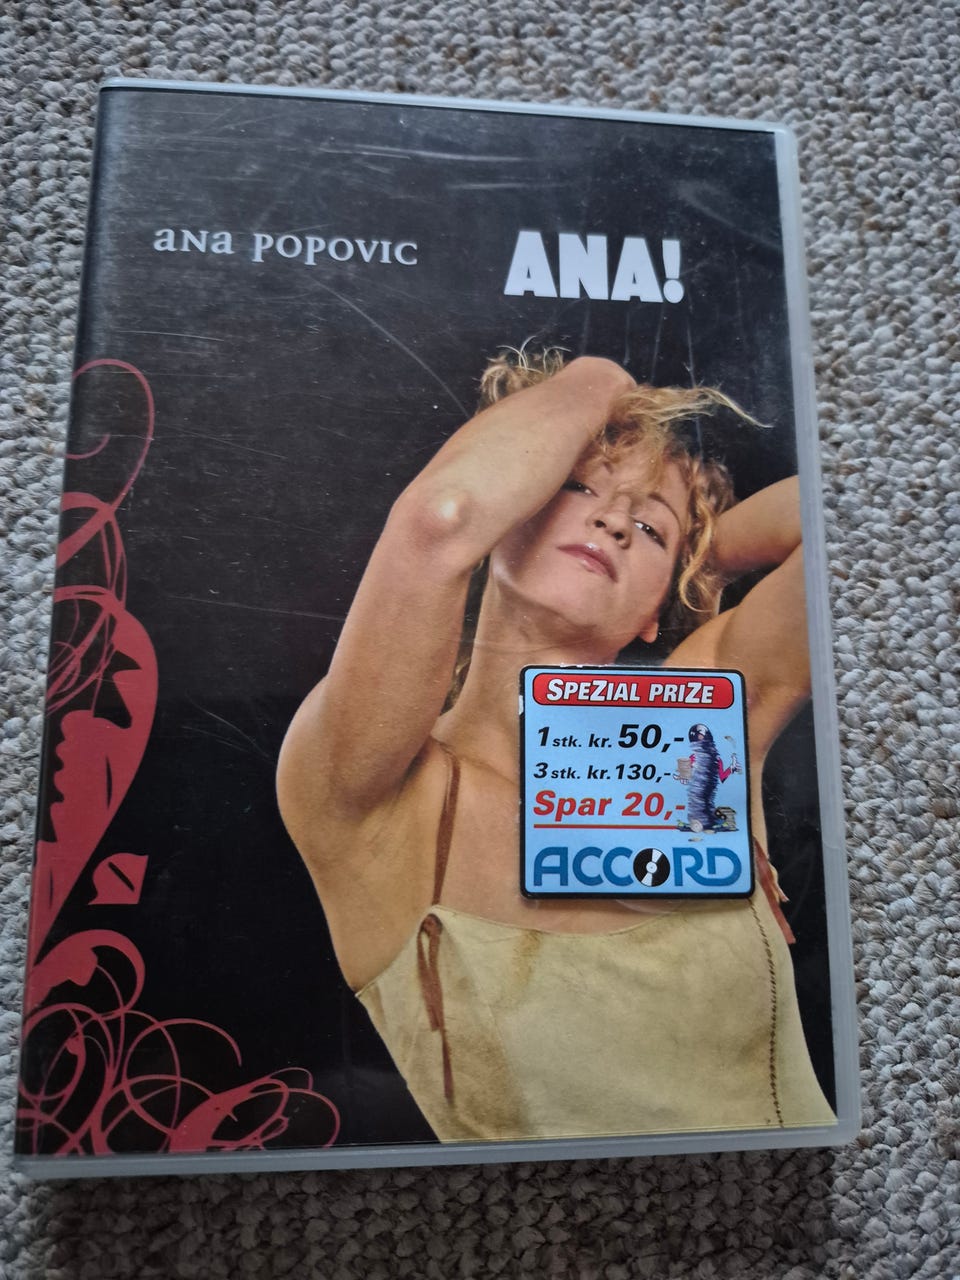 ANA POPOVIC
ANA!
SPEZIAL PRIZE
1 stk. kr. 50,-
3 stk. kr. 130,-
Spar 20,-
ACCORD